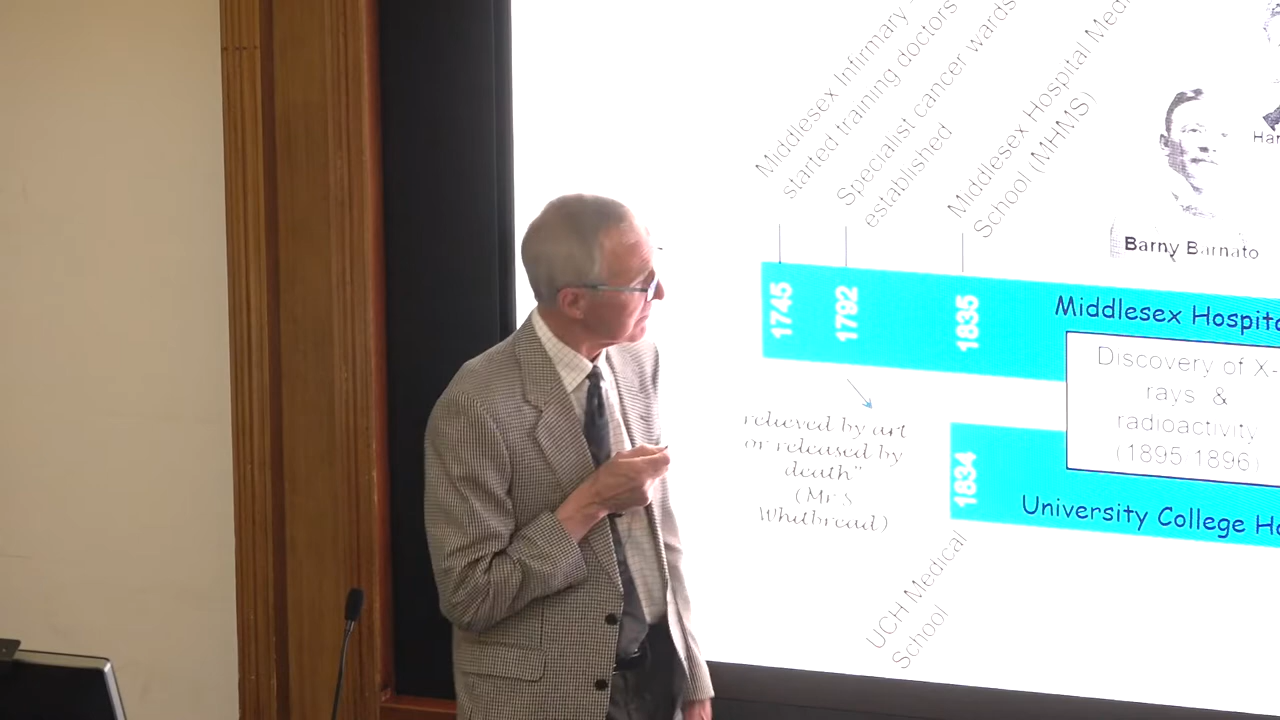 Middlesex Infirmary -
started training doctors
Specialist cancer wards
established
Middlesex Hospital Medi
School (MHMS)
Har
Barny Barnato
1745
1792
1835
Middlesex Hospita
Discovery of X-
rays &
radioactivity
(1895 1896)
relieved by art
or released by
death"
(Mr S
Whitbread)
1834
University College Ho
UCH Medical
School